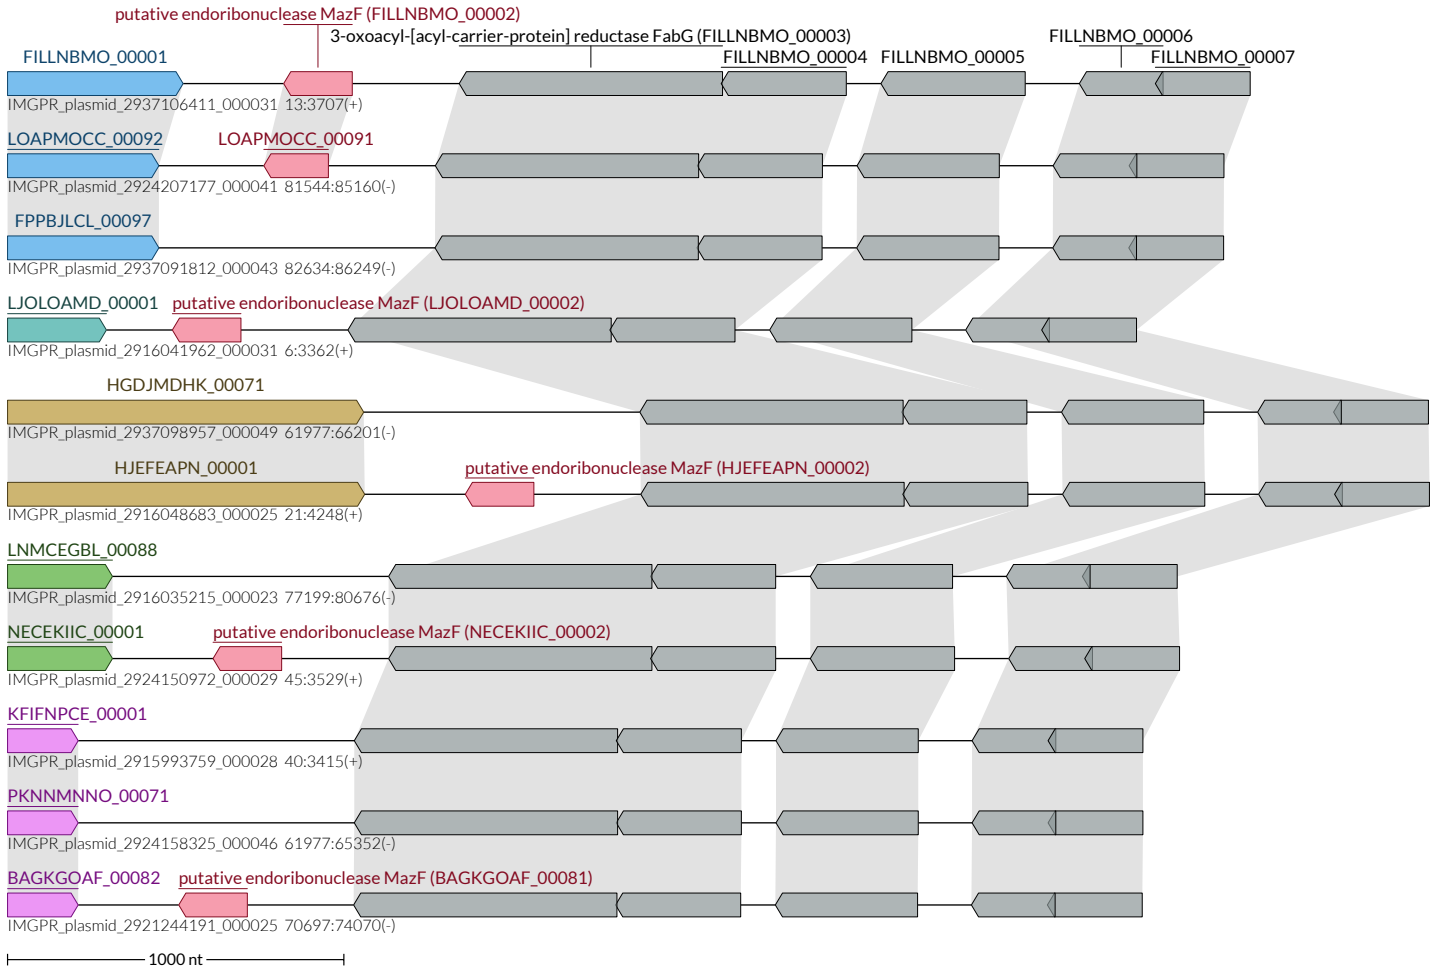 putative endoribonuclease MazF (FILLNBMO_00002)
3-oxoacyl-[acyl-carrier-protein] reductase FabG (FILLNBMO_00003)
FILLNBMO_00006
FILLNBMO_00001
FILLNBMO_00004
FILLNBMO_00005
FILLNBMO_00007
IMGPR_plasmid_2937106411_000031 13:3707(+)
LOAPMOCC_00092
LOAPMOCC_00091
IMGPR_plasmid_2924207177_000041 81544:85160(-)
FPPBJLCL_00097
IMGPR_plasmid_2937091812_000043 82634:86249(-)
LJOLOAMD_00001
putative endoribonuclease MazF (LJOLOAMD_00002)
IMGPR_plasmid_2916041962_000031 6:3362(+)
HGDJMDHK_00071
IMGPR_plasmid_2937098957_000049 61977:66201(-)
HJEFEAPN_00001
putative endoribonuclease MazF (HJEFEAPN_00002)
IMGPR_plasmid_2916048683_000025 21:4248(+)
LNMCEGBL_00088
IMGPR_plasmid_2916035215_000023 77199:80676(-)
NECEKIIC_00001
putative endoribonuclease MazF (NECEKIIC_00002)
IMGPR_plasmid_2924150972_000029 45:3529(+)
KFIFNPCE_00001
IMGPR_plasmid_2915993759_000028 40:3415(+)
PKNNMNNO_00071
IMGPR_plasmid_2924158325_000046 61977:65352(-)
BAGKGOAF_00082
putative endoribonuclease MazF (BAGKGOAF_00081)
IMGPR_plasmid_2921244191_000025 70697:74070(-)
1000 nt